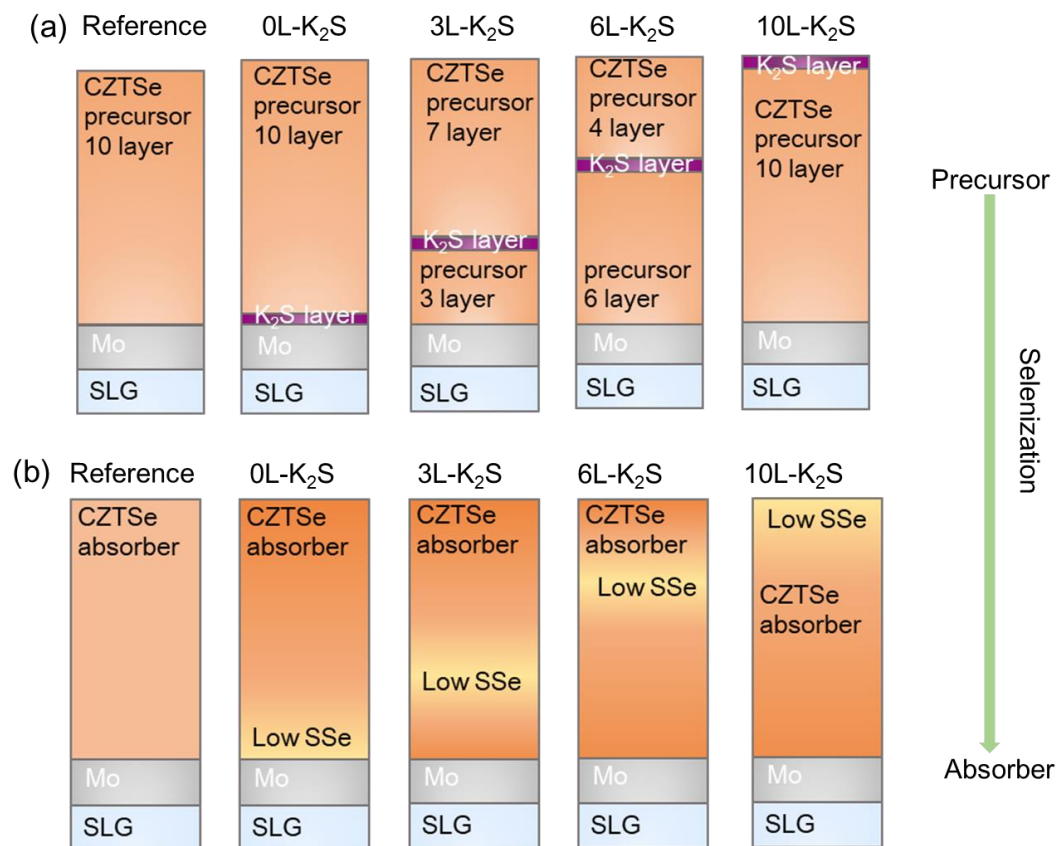 (a) Reference 0L-K₂S 3L-K₂S 6L-K₂S 10L-K₂S
CZTSe
precursor
10 layer
Mo
SLG
CZTSe
precursor
10 layer
K₂S layer
Mo
SLG
CZTSe
precursor
7 layer
K₂S layer
precursor
3 layer
Mo
SLG
CZTSe
precursor
4 layer
K₂S layer
precursor
6 layer
Mo
SLG
K₂S layer
CZTSe
precursor
10 layer
Mo
SLG
Precursor
Selenization
Absorber
(b) Reference 0L-K₂S 3L-K₂S 6L-K₂S 10L-K₂S
CZTSe
absorber
Mo
SLG
CZTSe
absorber
Low SSe
Mo
SLG
CZTSe
absorber
Low SSe
Mo
SLG
CZTSe
absorber
Low SSe
Mo
SLG
Low SSe
CZTSe
absorber
Mo
SLG